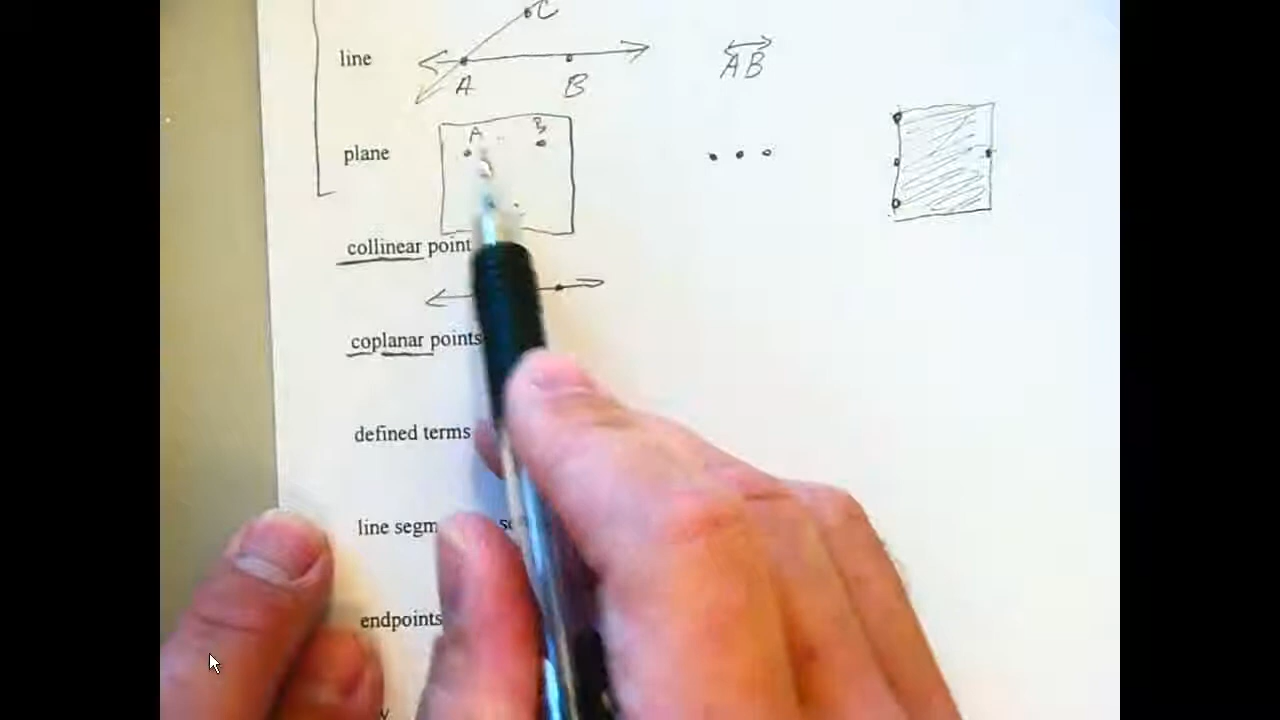 C
line A B AB
plane A B
collinear point
coplanar points
defined terms
line segm
endpoints